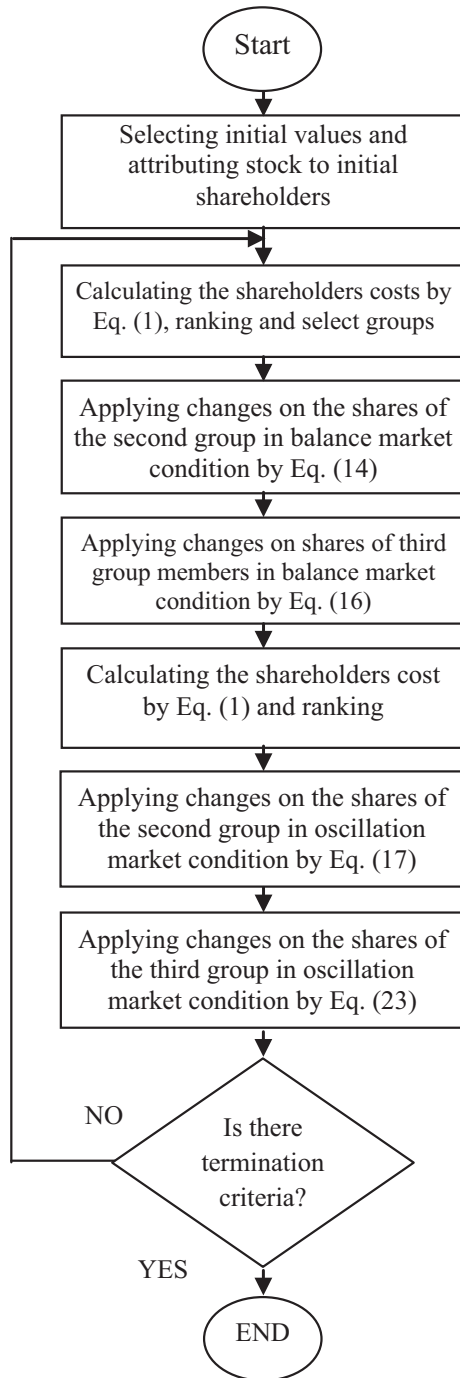 Start
Selecting initial values and
attributing stock to initial
shareholders
Calculating the shareholders costs by
Eq. (1), ranking and select groups
Applying changes on the shares of
the second group in balance market
condition by Eq. (14)
Applying changes on shares of third
group members in balance market
condition by Eq. (16)
Calculating the shareholders cost
by Eq. (1) and ranking
Applying changes on the shares of
the second group in oscillation
market condition by Eq. (17)
Applying changes on the shares of
the third group in oscillation
market condition by Eq. (23)
NO
Is there
termination
criteria?
YES
END